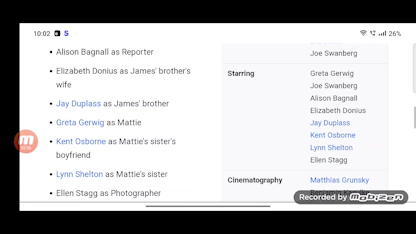 10:02 S 26%
Joe Swanberg
• Alison Bagnall as Reporter
• Elizabeth Donius as James' brother's
wife
• Jay Duplass as James' brother
• Greta Gerwig as Mattie
• Kent Osborne as Mattie's sister's
boyfriend
• Lynn Shelton as Mattie's sister
• Ellen Stagg as Photographer
Starring
Greta Gerwig
Joe Swanberg
Alison Bagnall
Elizabeth Donius
Jay Duplass
Kent Osborne
Lynn Shelton
Ellen Stagg
Cinematography
Matthias Grunsky
Recorded by Mobizen